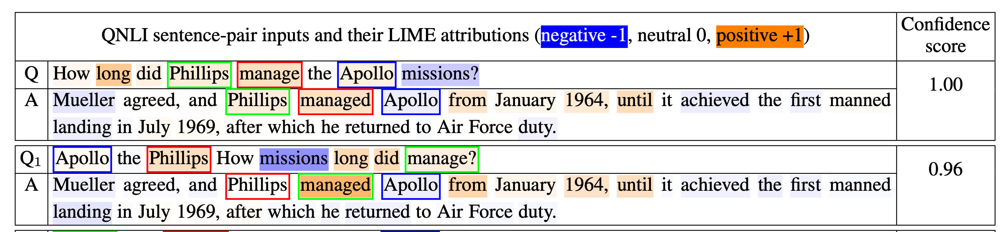 QNLI sentence-pair inputs and their LIME attributions (negative -1, neutral 0, positive +1)
Confidence
score
Q How long did Phillips manage the Apollo missions?
1.00
A Mueller agreed, and Phillips managed Apollo from January 1964, until it achieved the first manned
landing in July 1969, after which he returned to Air Force duty.
Q₁ Apollo the Phillips How missions long did manage?
0.96
A Mueller agreed, and Phillips managed Apollo from January 1964, until it achieved the first manned
landing in July 1969, after which he returned to Air Force duty.